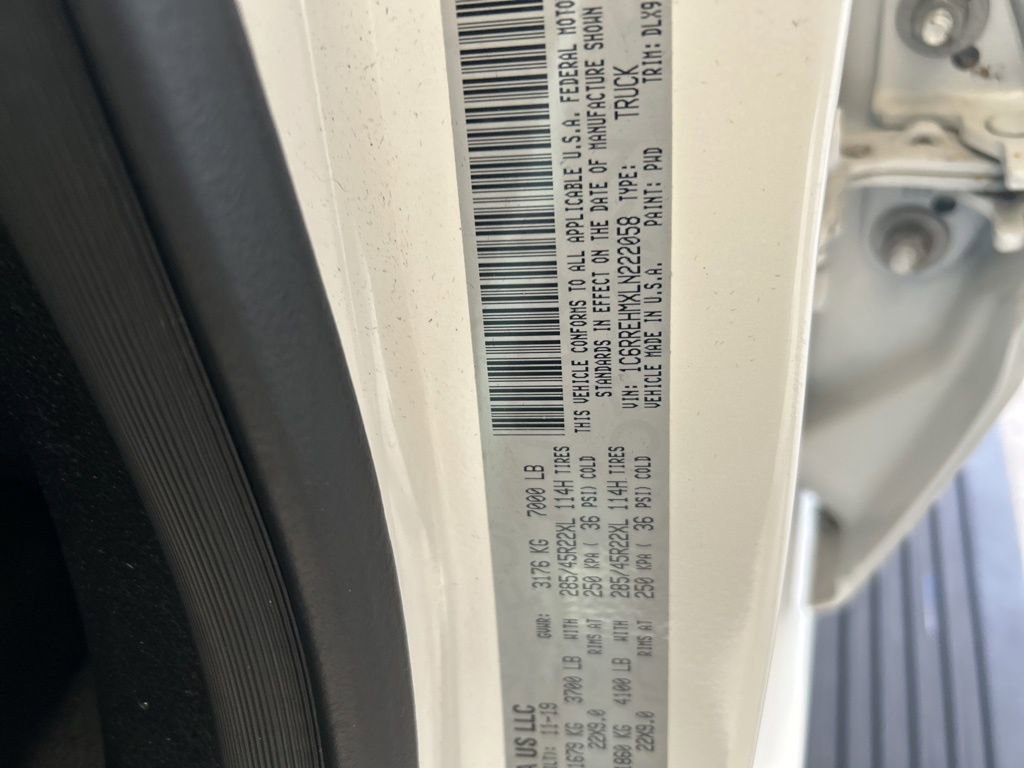 A US LLC
11-19 GVWR: 3176 KG 7000 LB
1679 KG 3700 LB WITH 285/45R22XL 114H TIRES
22X9.0 RIMS AT 250 KPA ( 36 PSI) COLD
1860 KG 4100 LB WITH 285/45R22XL 114H TIRES
22X9.0 RIMS AT 250 KPA ( 36 PSI) COLD
THIS VEHICLE CONFORMS TO ALL APPLICABLE U.S.A. FEDERAL MOTO
STANDARDS IN EFFECT ON THE DATE OF MANUFACTURE SHOWN
VIN: 1C6RREHMXLN222058 TYPE: TRUCK
VEHICLE MADE IN U.S.A. PAINT: PWD TRIM: DLX9